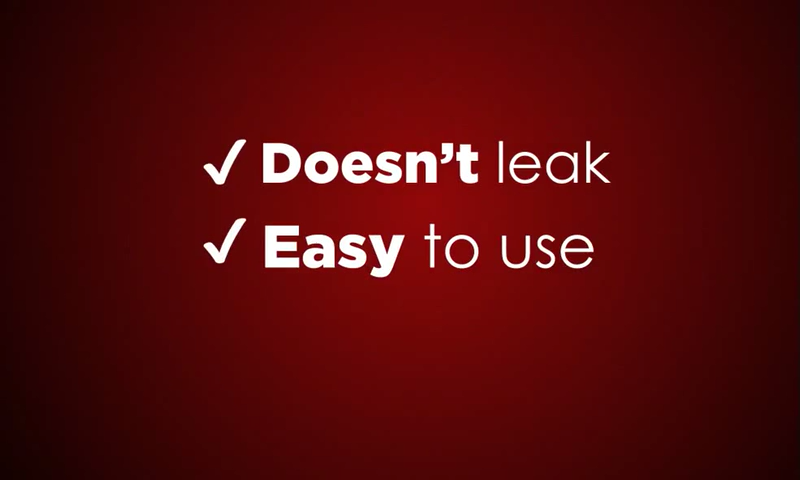 ✓ Doesn't leak
✓ Easy to use